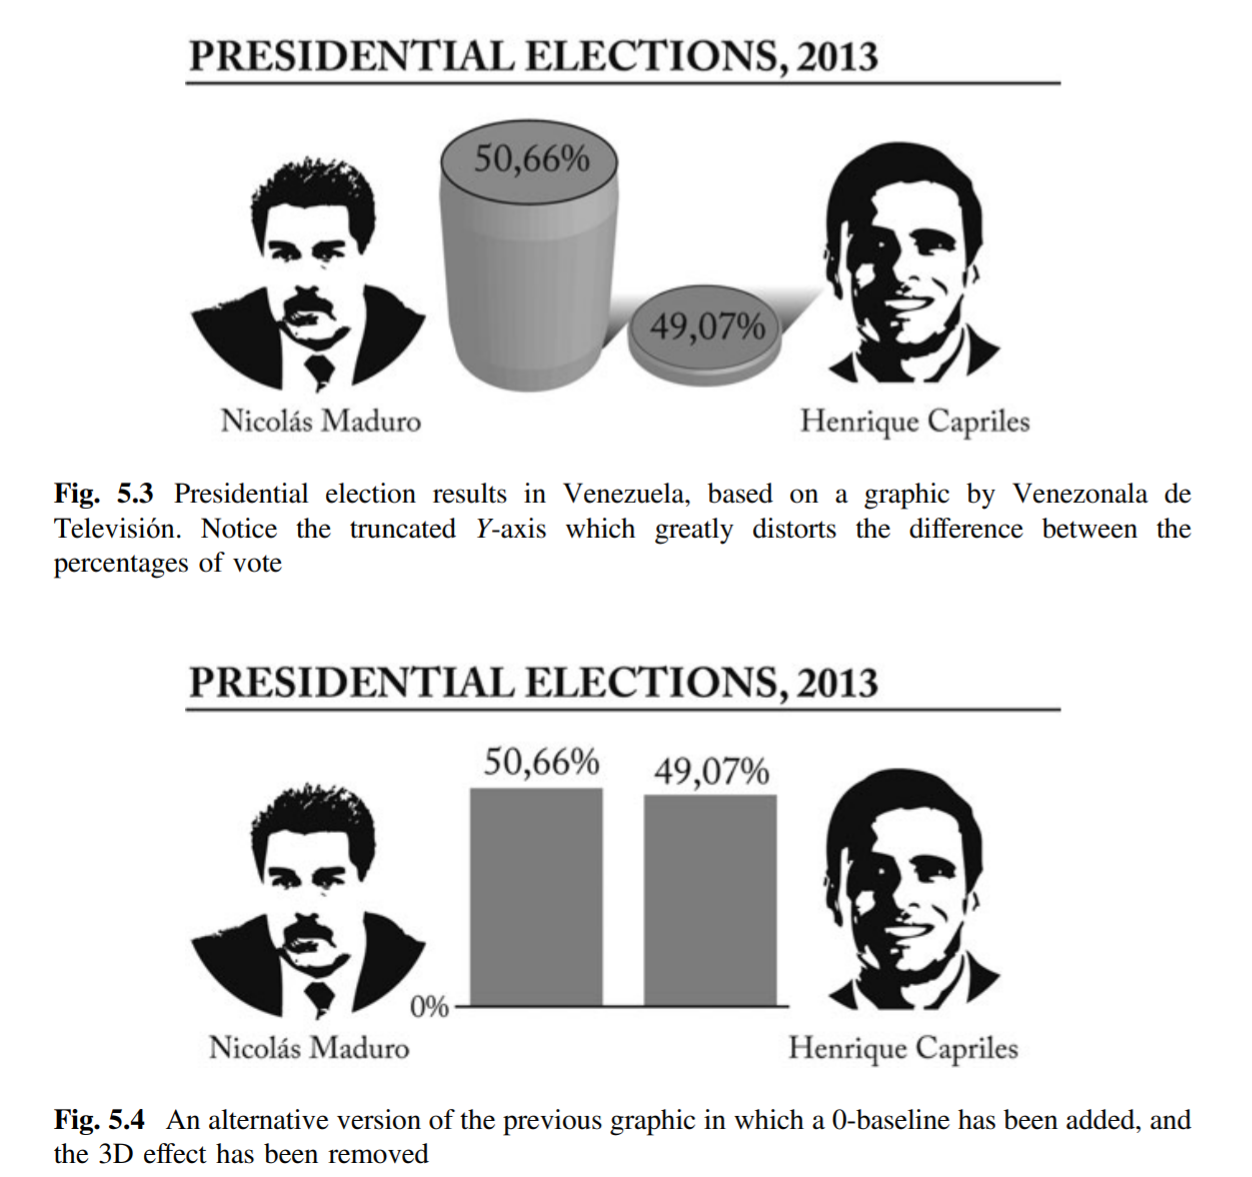 PRESIDENTIAL ELECTIONS, 2013
50,66%
49,07%
Nicolás Maduro
Henrique Capriles
Fig. 5.3 Presidential election results in Venezuela, based on a graphic by Venezonala de
Televisión. Notice the truncated Y-axis which greatly distorts the difference between the
percentages of vote
PRESIDENTIAL ELECTIONS, 2013
50,66%
49,07%
0%
Nicolás Maduro
Henrique Capriles
Fig. 5.4 An alternative version of the previous graphic in which a 0-baseline has been added, and
the 3D effect has been removed